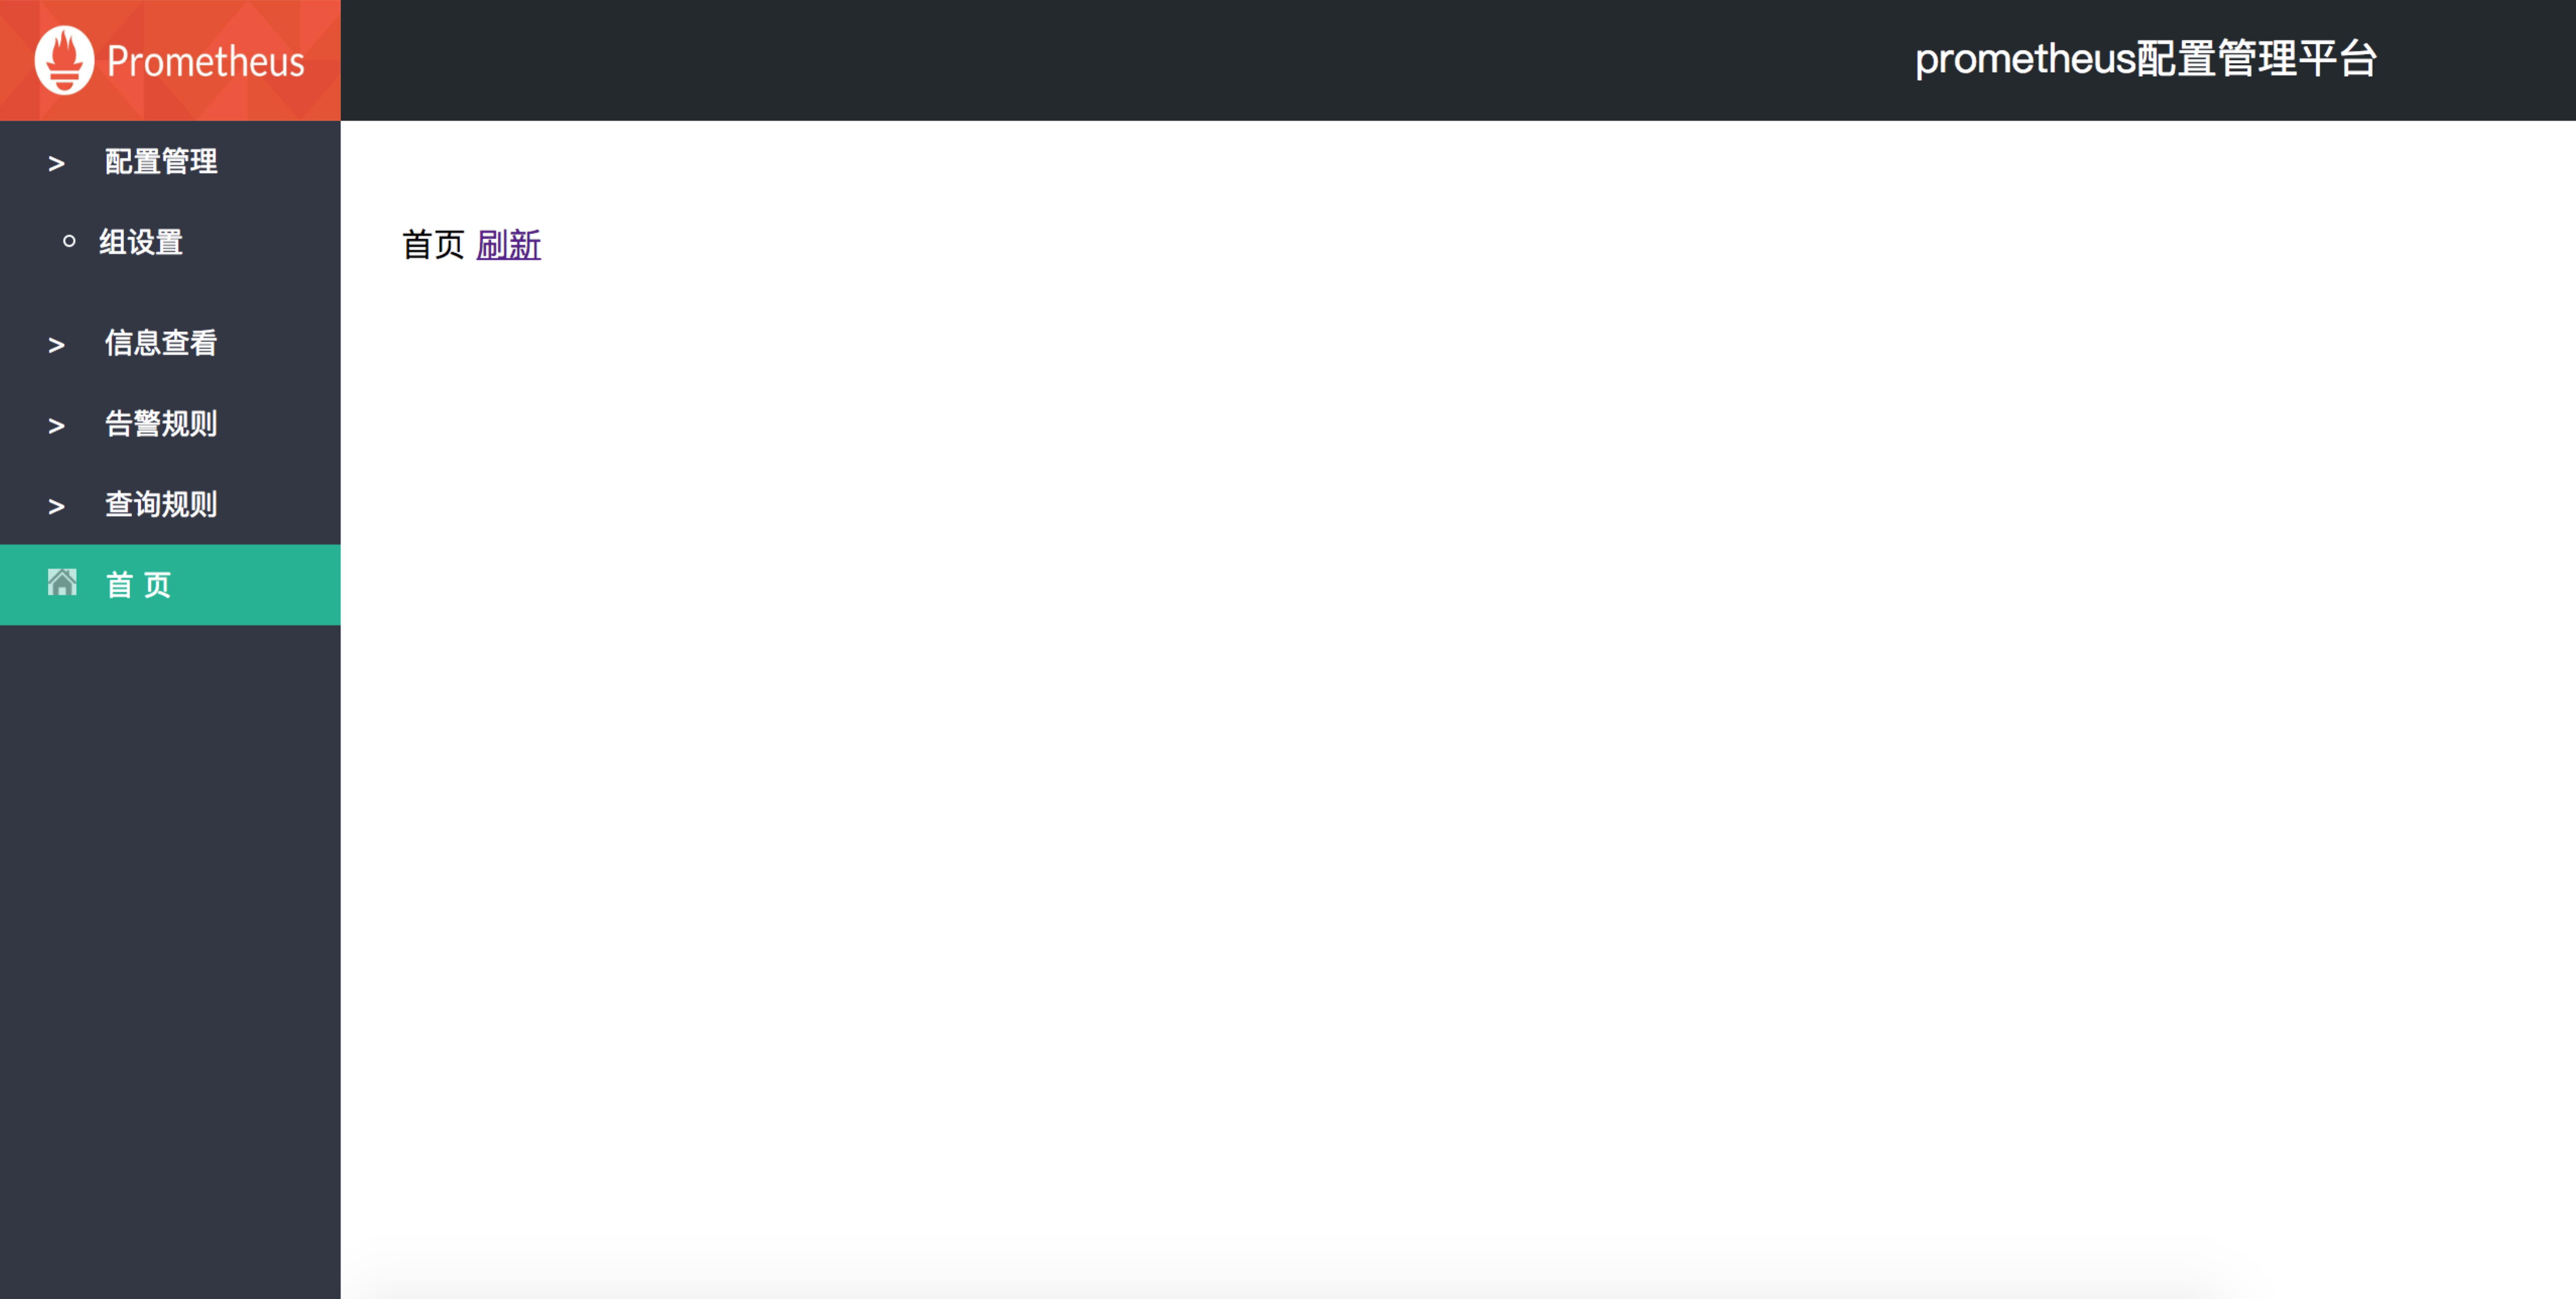 Prometheus
prometheus配置管理平台
> 配置管理
组设置
> 信息查看
> 告警规则
> 查询规则
首 页
首页 刷新